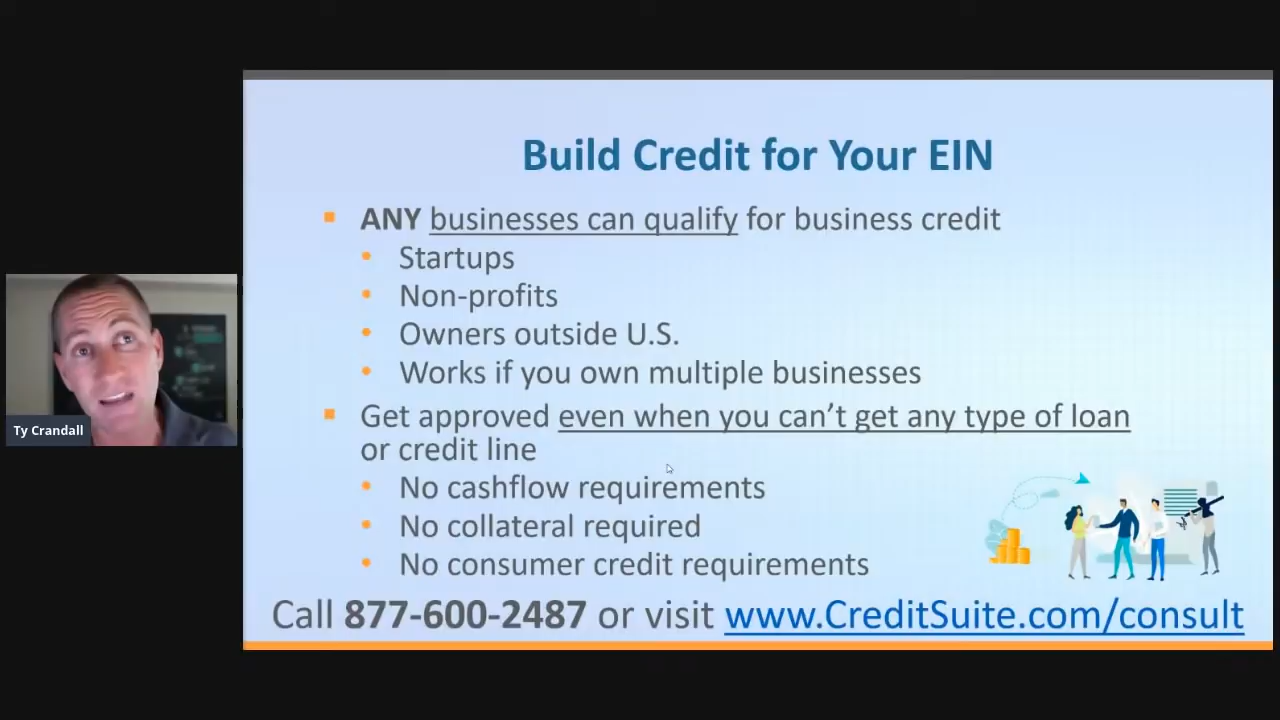 Build Credit for Your EIN
ANY businesses can qualify for business credit
Startups
Non-profits
Owners outside U.S.
Works if you own multiple businesses
Get approved even when you can’t get any type of loan
or credit line
No cashflow requirements
No collateral required
No consumer credit requirements
Call 877-600-2487 or visit www.CreditSuite.com/consult
Ty Crandall